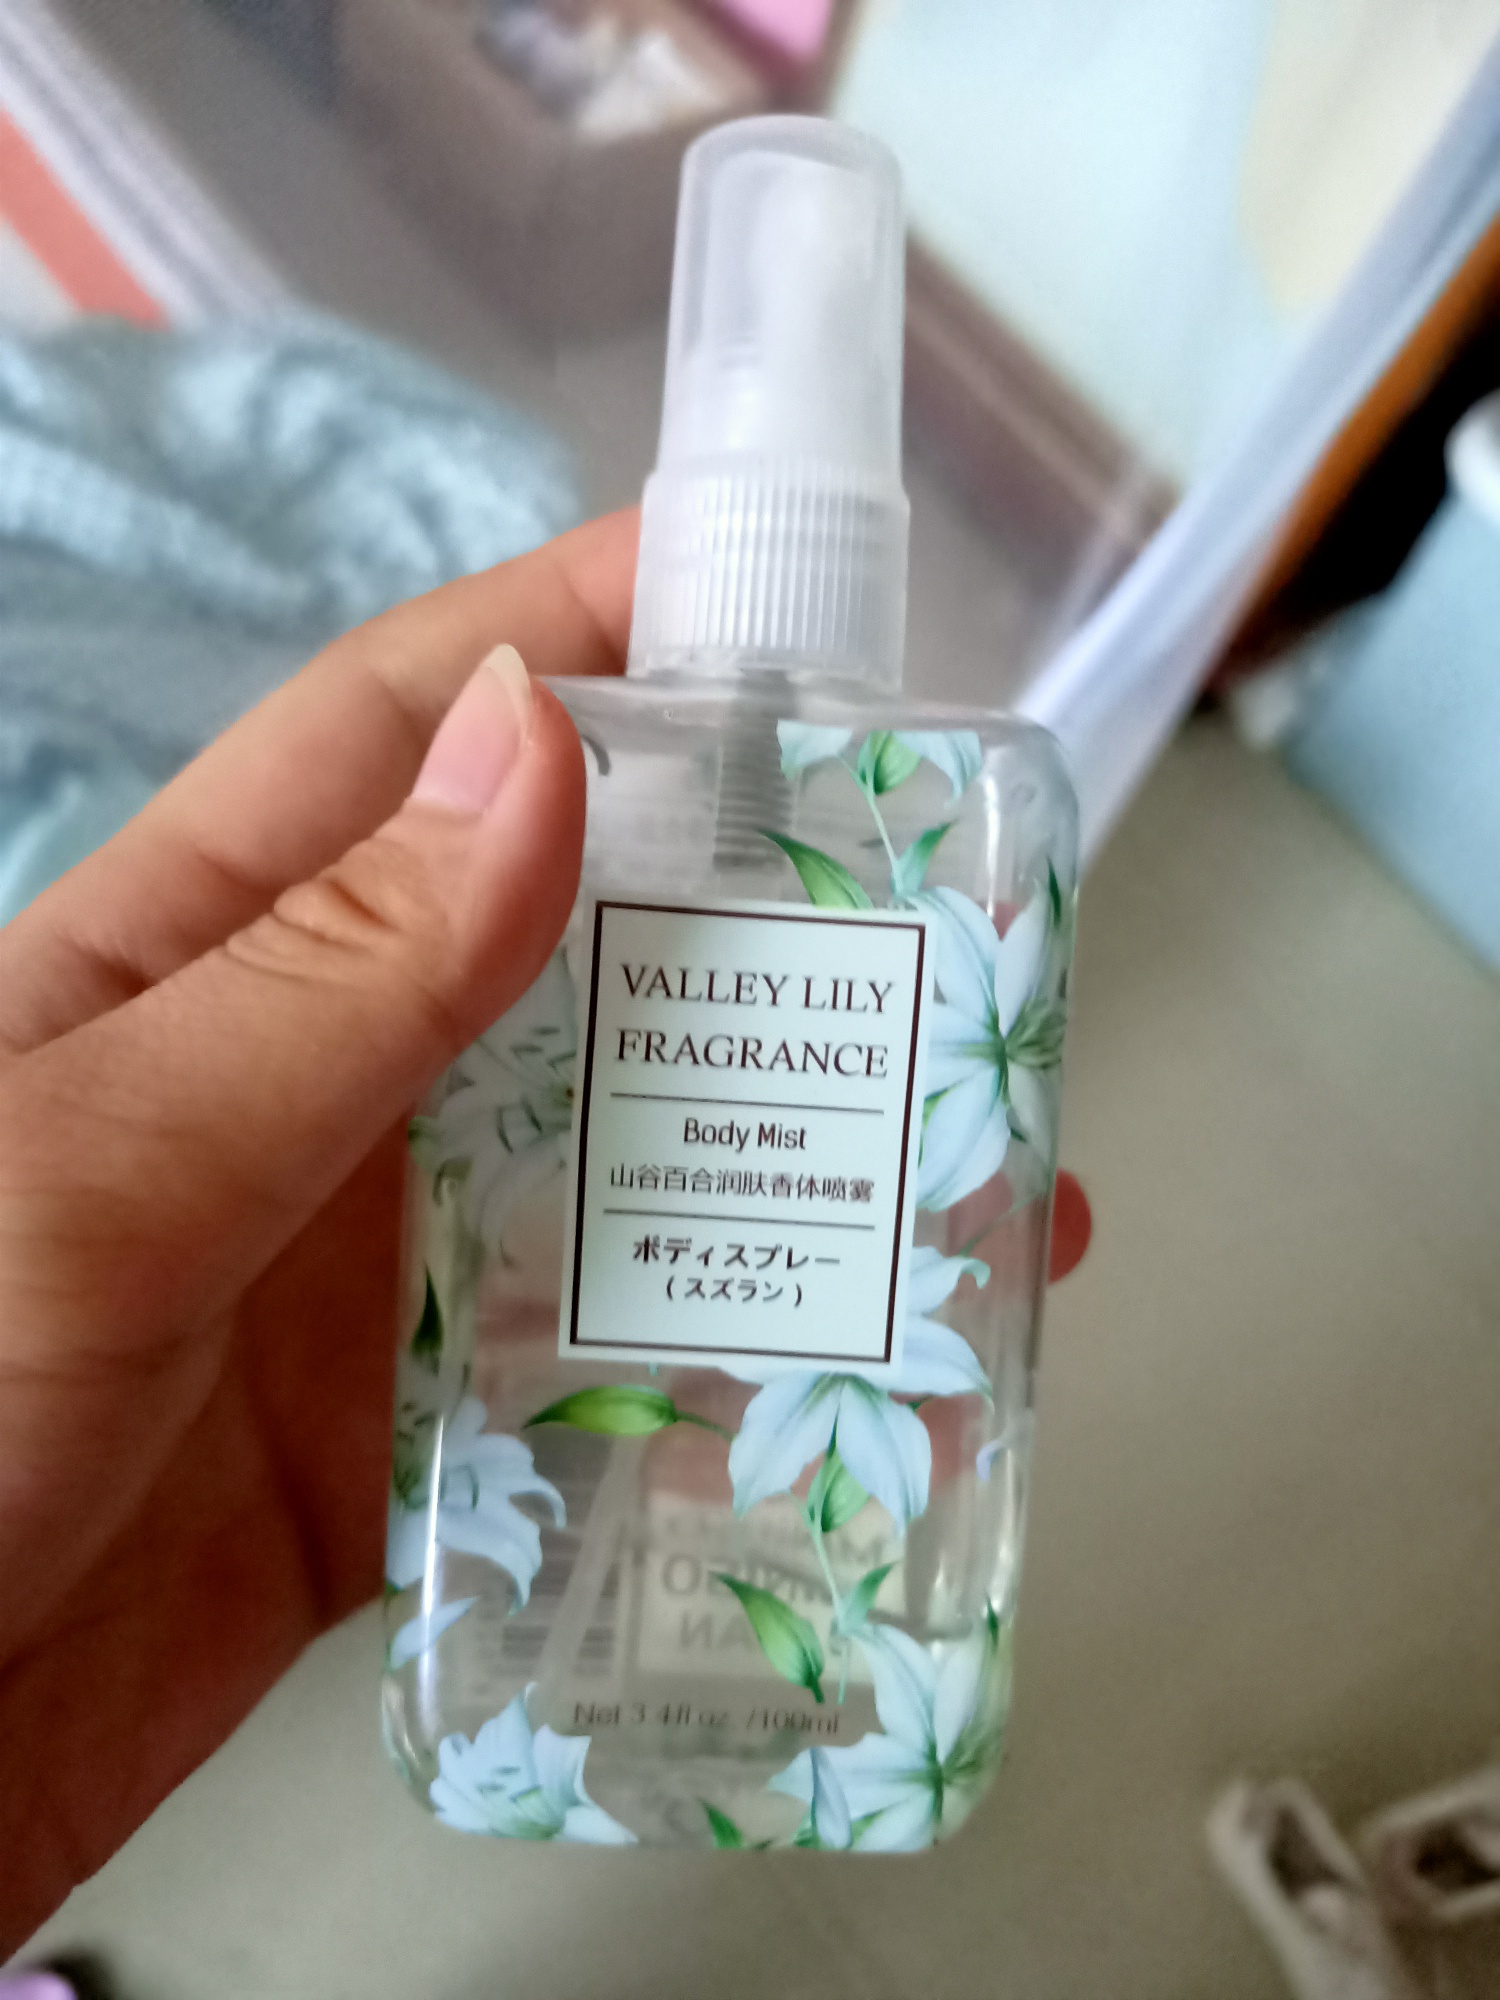 VALLEY LILY
FRAGRANCE
Body Mist
山谷百合润肤香体喷雾
ボディスプレー
(スズラン)
Net 3.4fl oz. /100ml